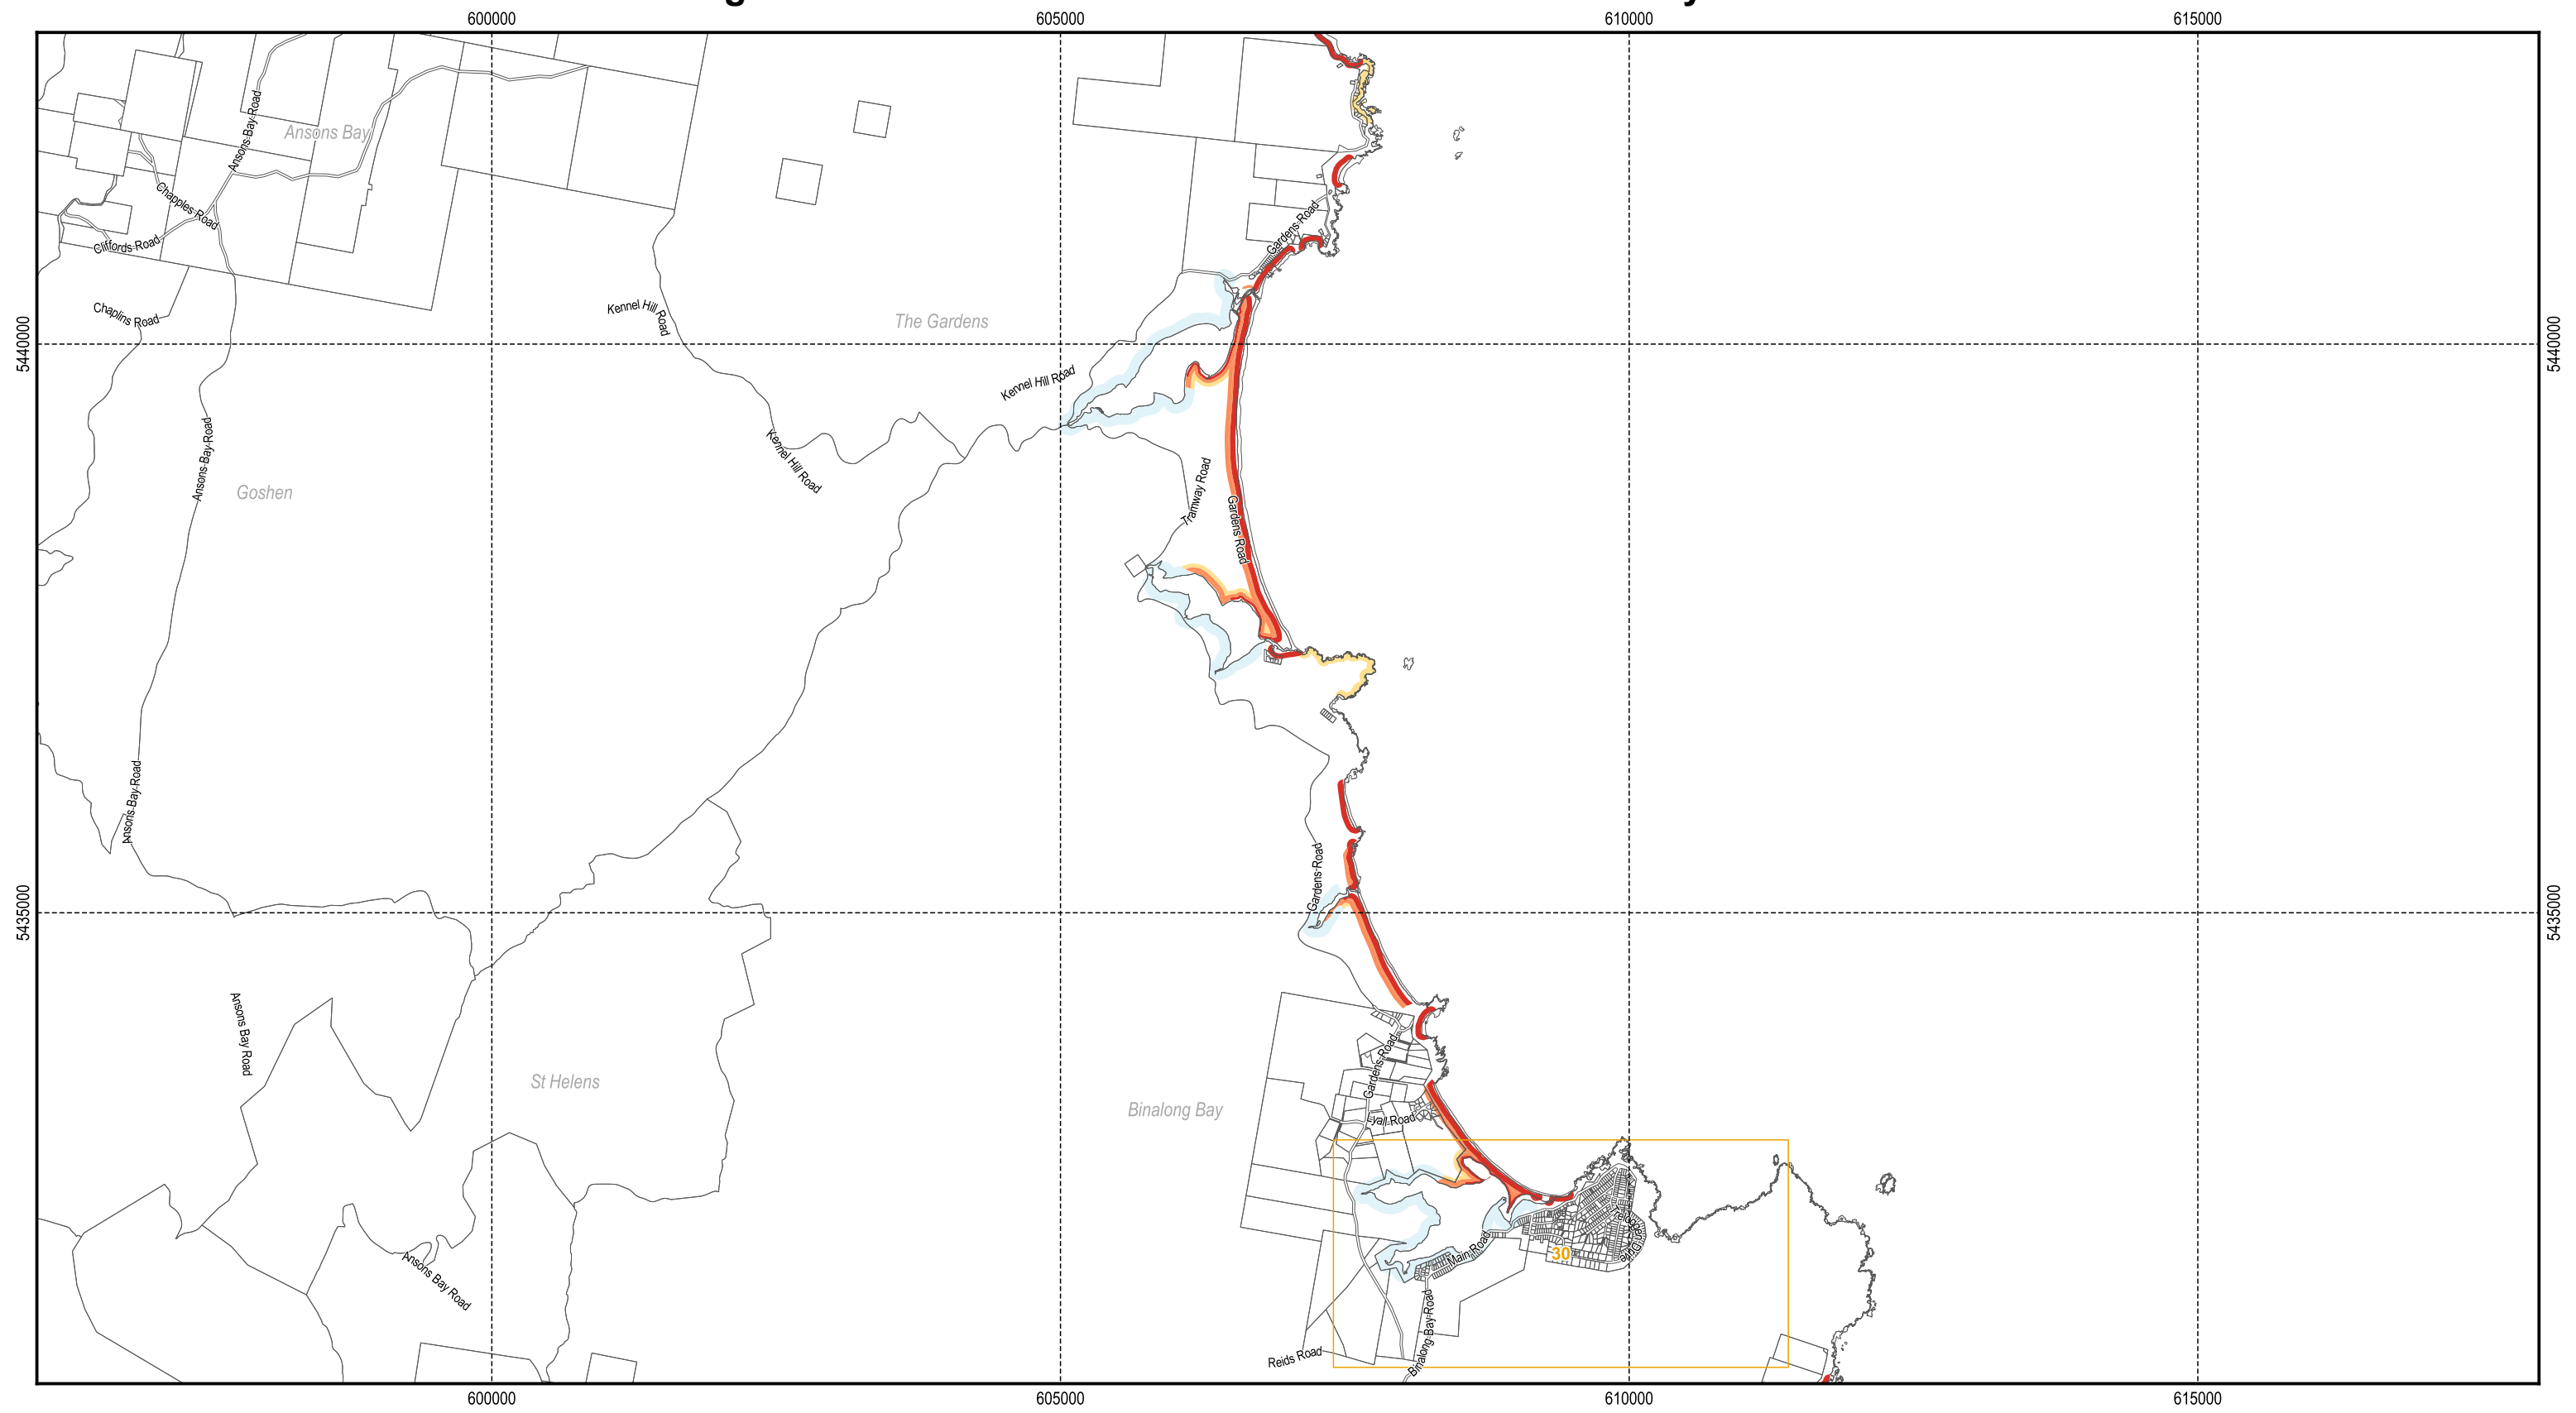 600000
605000
610000
615000
Ansons Bay Road
Ansons Bay
Chapples Road
Cliffords Road
Gardens Road
Chaplins Road
Kennel Hill Road
The Gardens
5440000
5440000
Kennel Hill Road
Ansons Bay Road
Kennel Hill Road
Goshen
Tramway Road
Gardens Road
Ansons Bay Road
Gardens Road
5435000
5435000
Ansons Bay Road
St Helens
Gardens Road
Binalong Bay
Lyall Road
Main Road
30
Ansons Bay Road
Binalong Bay Road
Reids Road
600000
605000
610000
615000